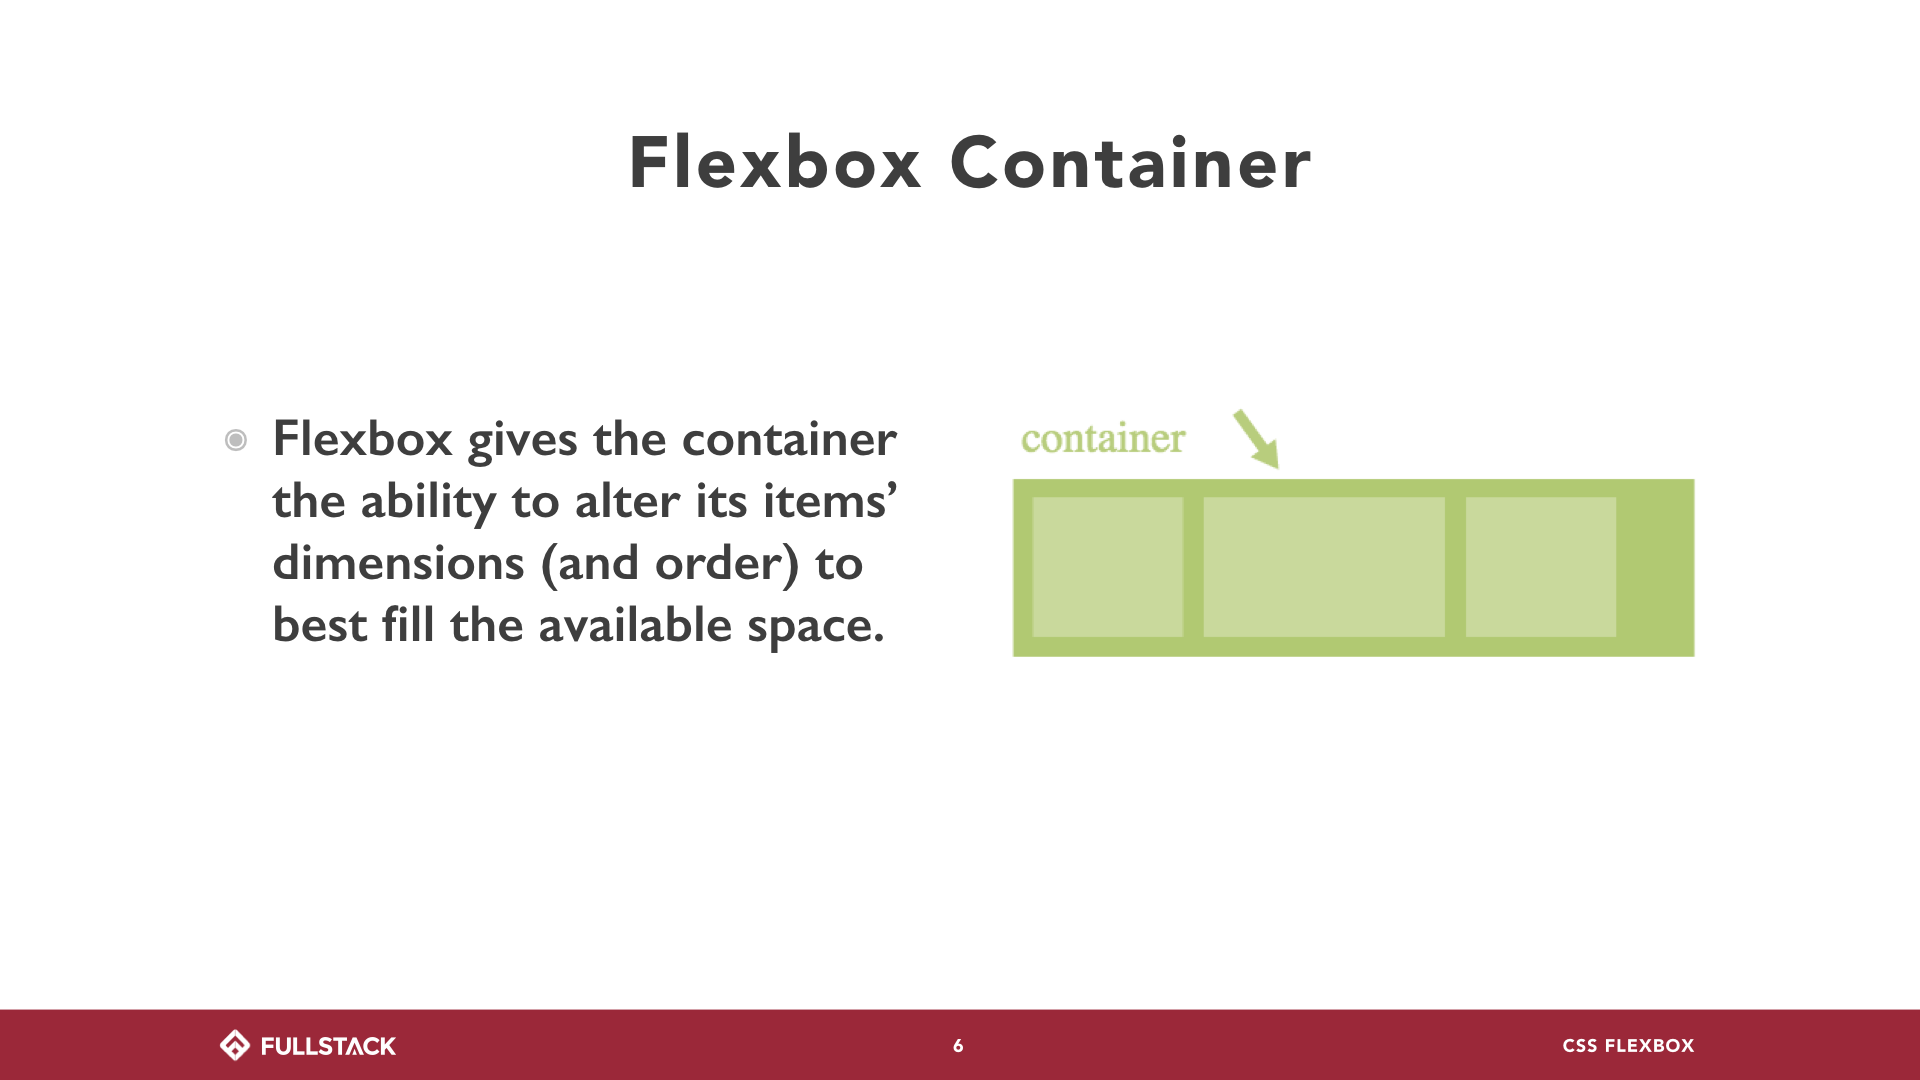 Flexbox Container
Flexbox gives the container
the ability to alter its items’
dimensions (and order) to
best fill the available space.
container
FULLSTACK
6
CSS FLEXBOX